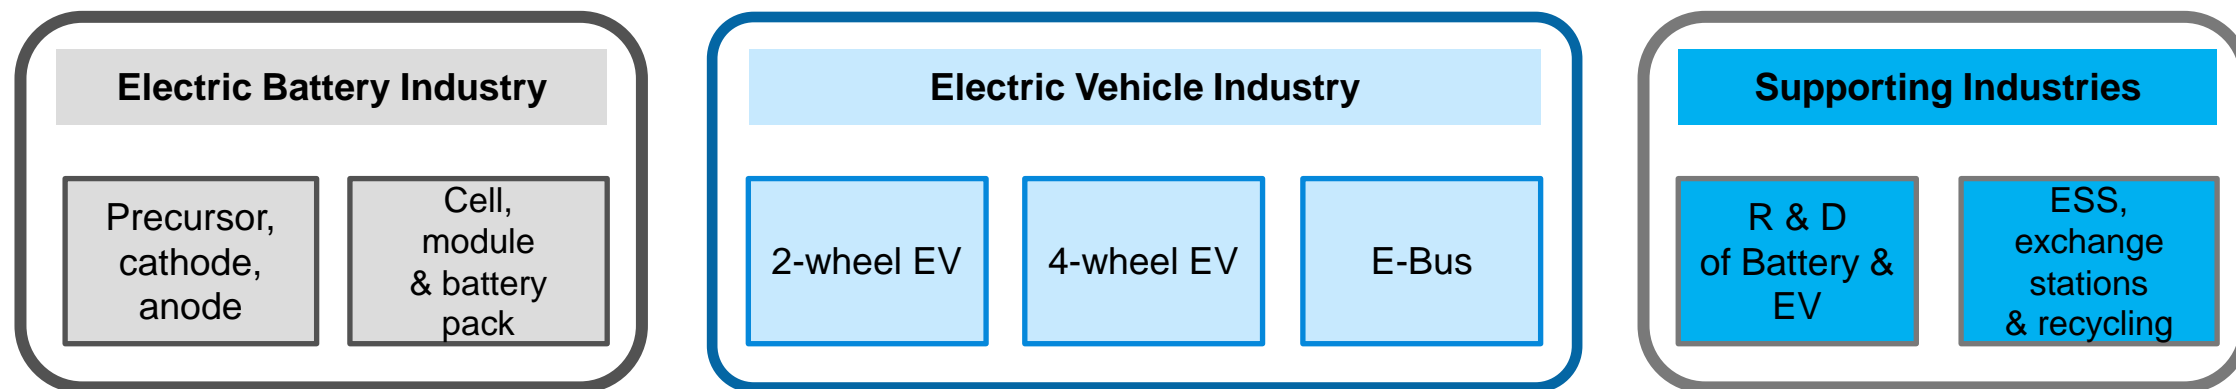 Electric Battery Industry
Precursor,
cathode,
anode
Cell,
module
& battery
pack
Electric Vehicle Industry
2-wheel EV
4-wheel EV
E-Bus
Supporting Industries
R & D
of Battery &
EV
ESS,
exchange
stations
& recycling